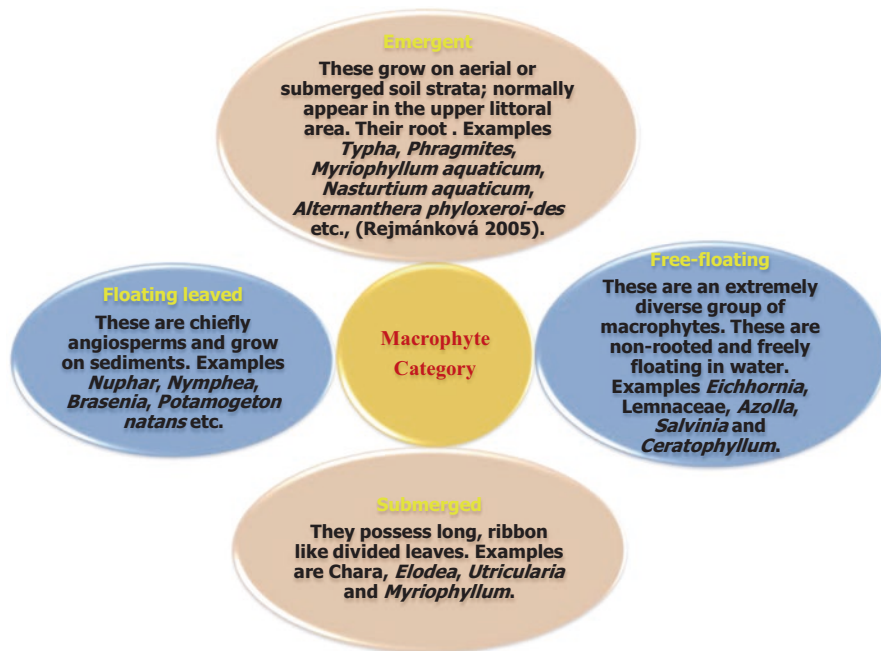 Emergent
These grow on aerial or
submerged soil strata; normally
appear in the upper littoral
area. Their root . Examples
Typha, Phragmites,
Myriophyllum aquaticum,
Nasturtium aquaticum,
Alternanthera phyloxeroi-des
etc., (Rejmánková 2005).
Floating leaved
These are chiefly
angiosperms and grow
on sediments. Examples
Nuphar, Nymphea,
Brasenia, Potamogeton
natans etc.
Macrophyte
Category
Free-floating
These are an extremely
diverse group of
macrophytes. These are
non-rooted and freely
floating in water.
Examples Eichhornia,
Lemnaceae, Azolla,
Salvinia and
Ceratophyllum.
Submerged
They possess long, ribbon
like divided leaves. Examples
are Chara, Elodea, Utricularia
and Myriophyllum.